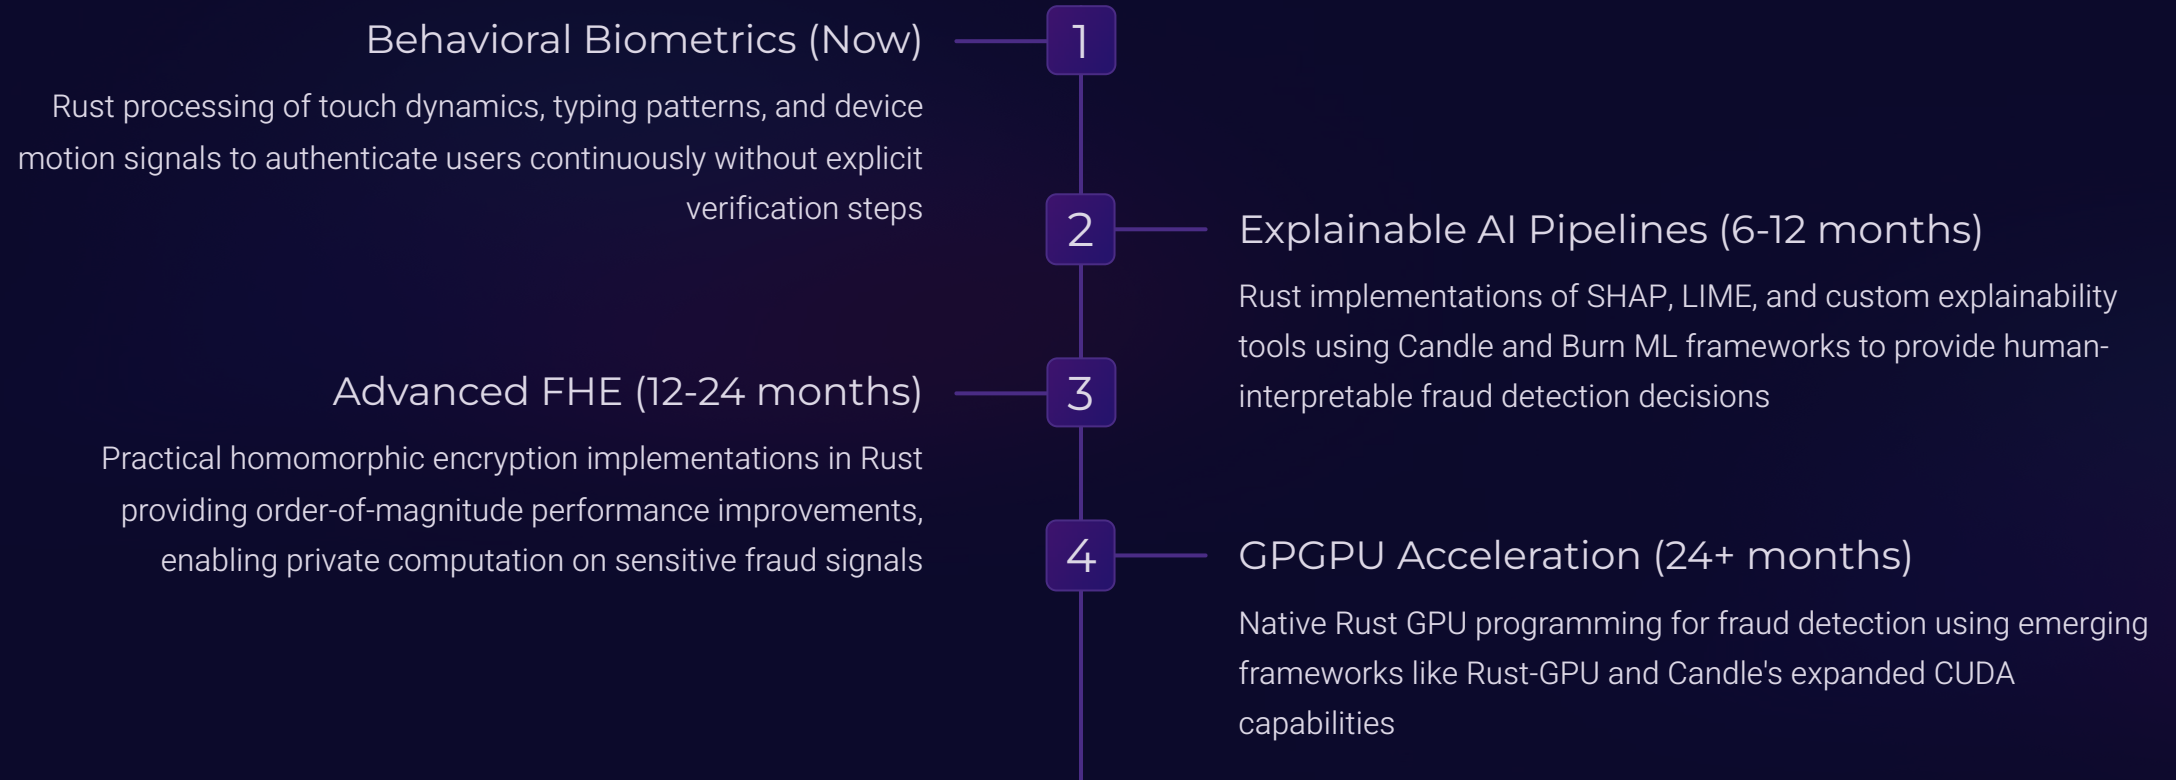 Behavioral Biometrics (Now)
1
Rust processing of touch dynamics, typing patterns, and device
motion signals to authenticate users continuously without explicit
verification steps
2
Explainable AI Pipelines (6-12 months)
Rust implementations of SHAP, LIME, and custom explainability
tools using Candle and Burn ML frameworks to provide human-
interpretable fraud detection decisions
Advanced FHE (12-24 months)
3
Practical homomorphic encryption implementations in Rust
providing order-of-magnitude performance improvements,
enabling private computation on sensitive fraud signals
4
GPGPU Acceleration (24+ months)
Native Rust GPU programming for fraud detection using emerging
frameworks like Rust-GPU and Candle's expanded CUDA
capabilities